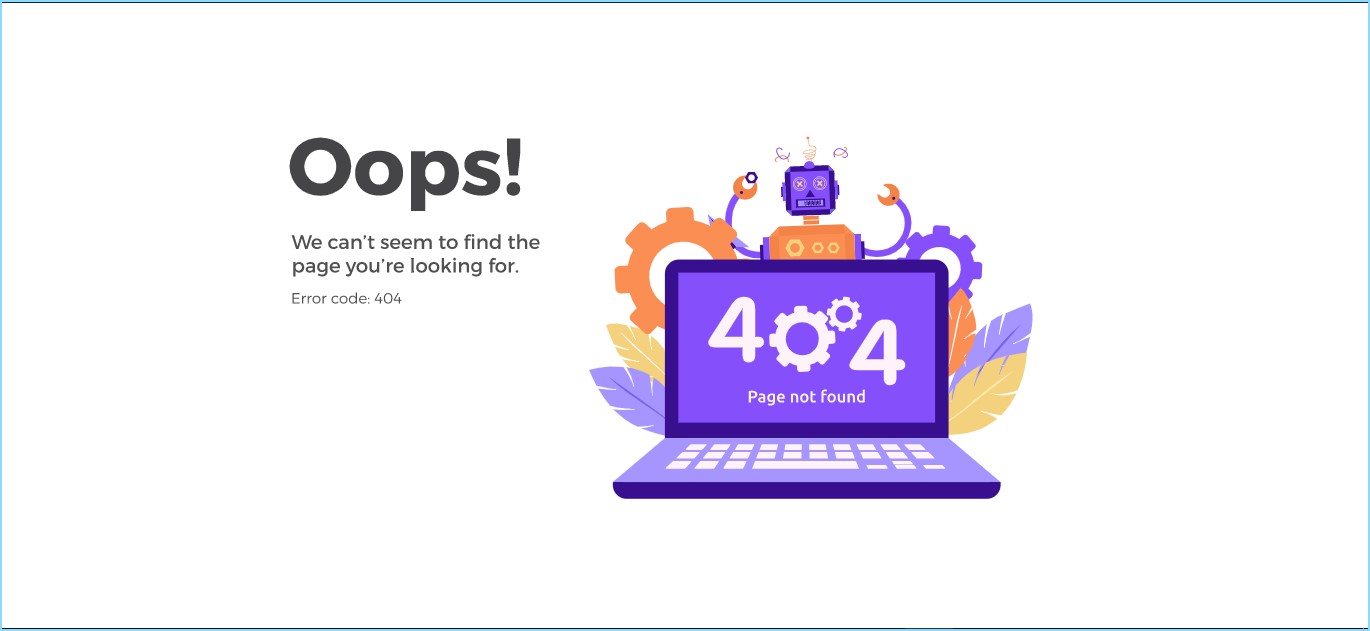 Oops!
We can’t seem to find the
page you’re looking for.
Error code: 404
404
Page not found